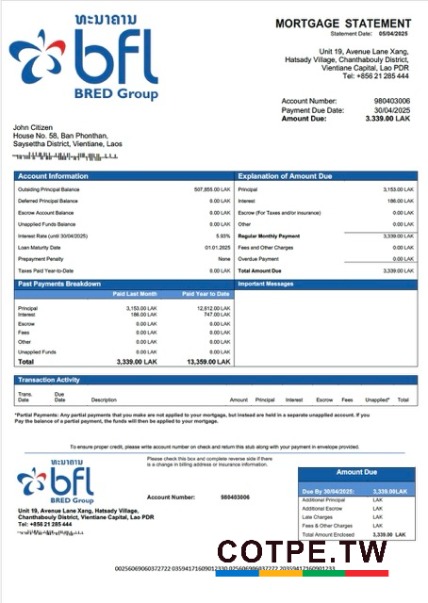 ທະນາຄານ
bfl
BRED Group
MORTGAGE STATEMENT
Statement Date: 05/04/2025
Unit 19, Avenue Lane Xang,
Hatsady Village, Chanthabouly District,
Vientiane Capital, Lao PDR
Tel: +856 21 285 444
Account Number: 980403006
Payment Due Date: 30/04/2025
Amount Due: 3.339.00 LAK
John Citizen
House No. 58, Ban Phonthan,
Saysettha District, Vientiane, Laos
Account Information
Outstanding Principal Balance 507,855.00 LAK
Deferred Principal Balance 0.00 LAK
Escrow Account Balance 0.00 LAK
Unapplied Funds Balance 0.00 LAK
Interest Rate (until 30/04/2025)
Loan Maturity Date 01.01.2025
Prepayment Penalty None
Taxes Paid Year-to-Date 0.00 LAK
Explanation of Amount Due
Principal 3,153.00 LAK
Interest 186.00 LAK
Escrow (For Taxes and/or Insurance) 0.00 LAK
Other 0.00 LAK
Regular Monthly Payment 3,339.00 LAK
Fees and Other Charges 0.00 LAK
Overdue Payment 0.00 LAK
Total Amount Due 3,339.00 LAK
Past Payments Breakdown
Paid Last Month Paid Year to Date
Principal 3,153.00 LAK 12,612.00 LAK
Interest 186.00 LAK 747.00 LAK
Escrow 0.00 LAK 0.00 LAK
Fees 0.00 LAK 0.00 LAK
Other 0.00 LAK 0.00 LAK
Unapplied Funds 0.00 LAK 0.00 LAK
Total 3,339.00 LAK 13,359.00 LAK
Important Messages
Transaction Activity
Trans. Date Due Date Description Amount Principal Interest Escrow Fees Unapplied* Total
*Partial Payments: Any partial payments that you make are not applied to your mortgage, but instead are held in a separate unapplied account. If you
Pay the balance of a partial payment, the funds will then be applied to your mortgage.
To ensure proper credit, please write account number on check and return this stub along with your payment in envelope provided.
Please check this box and complete reverse side if there
is a change in billing address or insurance information.
ທະນາຄານ
bfl
BRED Group
Account Number: 980403006
Unit 19, Avenue Lane Xang, Hatsady Village,
Chanthabouly District, Vientiane Capital, Lao PDR
Tel: +856 21 285 444
Amount Due
Due By 30/04/2025: 3,339.00LAK
Additional Principal LAK
Additional Escrow LAK
Late Charges LAK
Fees & Other Charges LAK
Total Amount Enclosed 3,339.00 LAK
COTPE.TW